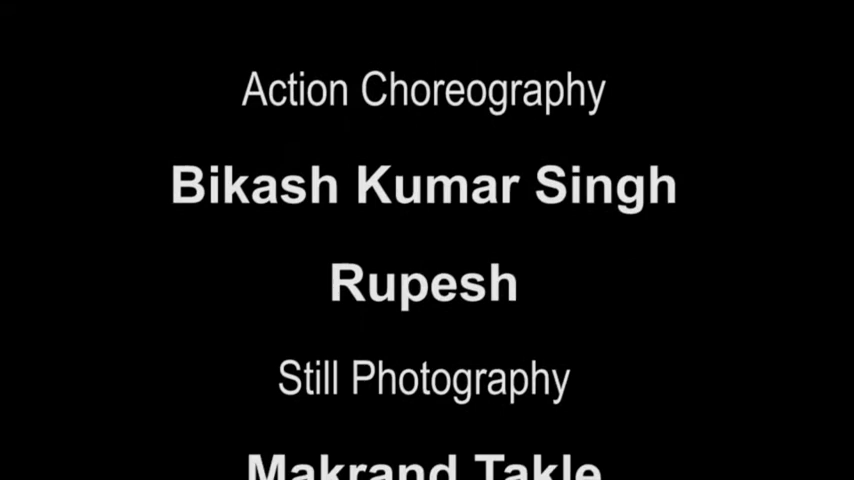 Action Choreography
Bikash Kumar Singh
Rupesh
Still Photography
Makrand Takle